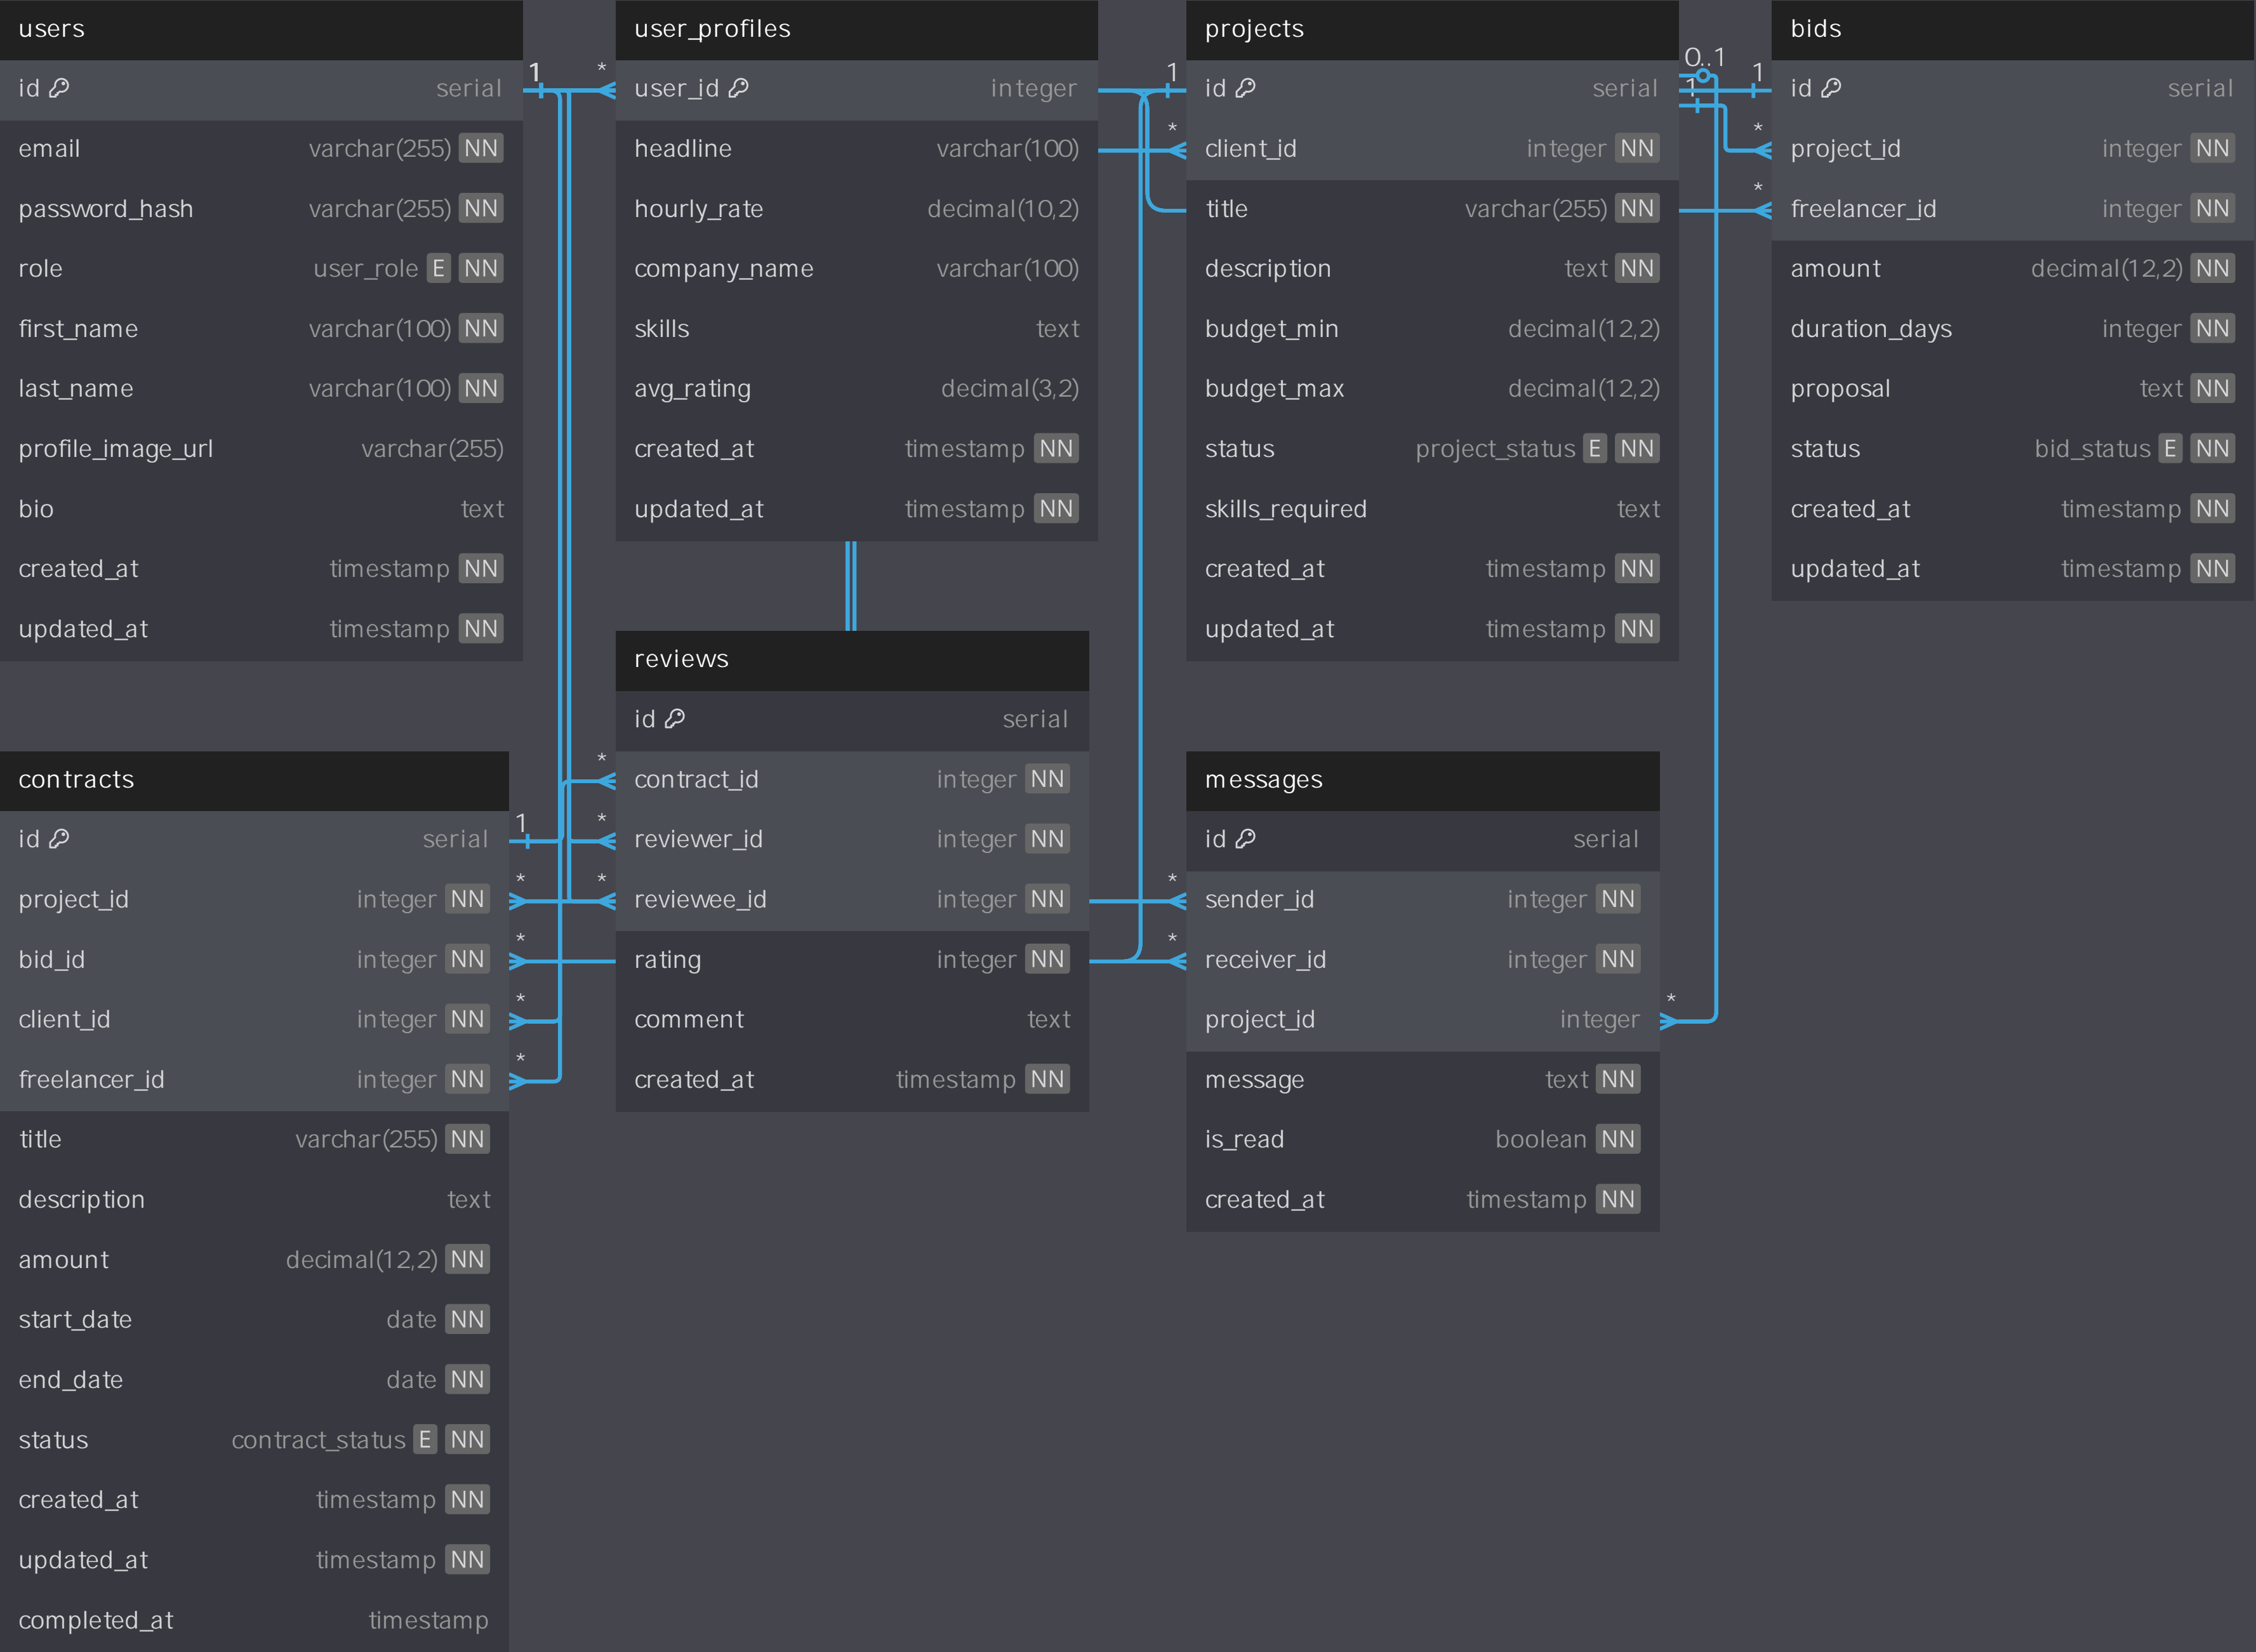 users
id serial
email varchar(255) NN
password_hash varchar(255) NN
role user_role E NN
first_name varchar(100) NN
last_name varchar(100) NN
profile_image_url varchar(255)
bio text
created_at timestamp NN
updated_at timestamp NN
1 *
user_profiles
user_id integer
headline varchar(100)
hourly_rate decimal(10,2)
company_name varchar(100)
skills text
avg_rating decimal(3,2)
created_at timestamp NN
updated_at timestamp NN
1
*
projects
id serial
client_id integer NN
title varchar(255) NN
description text NN
budget_min decimal(12,2)
budget_max decimal(12,2)
status project_status E NN
skills_required text
created_at timestamp NN
updated_at timestamp NN
0..1
1 1
*
*
bids
id serial
project_id integer NN
freelancer_id integer NN
amount decimal(12,2) NN
duration_days integer NN
proposal text NN
status bid_status E NN
created_at timestamp NN
updated_at timestamp NN
contracts
id serial
project_id integer NN
bid_id integer NN
client_id integer NN
freelancer_id integer NN
title varchar(255) NN
description text
amount decimal(12,2) NN
start_date date NN
end_date date NN
status contract_status E NN
created_at timestamp NN
updated_at timestamp NN
completed_at timestamp
*
1 *
* *
*
*
*
reviews
id serial
contract_id integer NN
reviewer_id integer NN
reviewee_id integer NN
rating integer NN
comment text
created_at timestamp NN
*
*
messages
id serial
sender_id integer NN
receiver_id integer NN
project_id integer
message text NN
is_read boolean NN
created_at timestamp NN
*